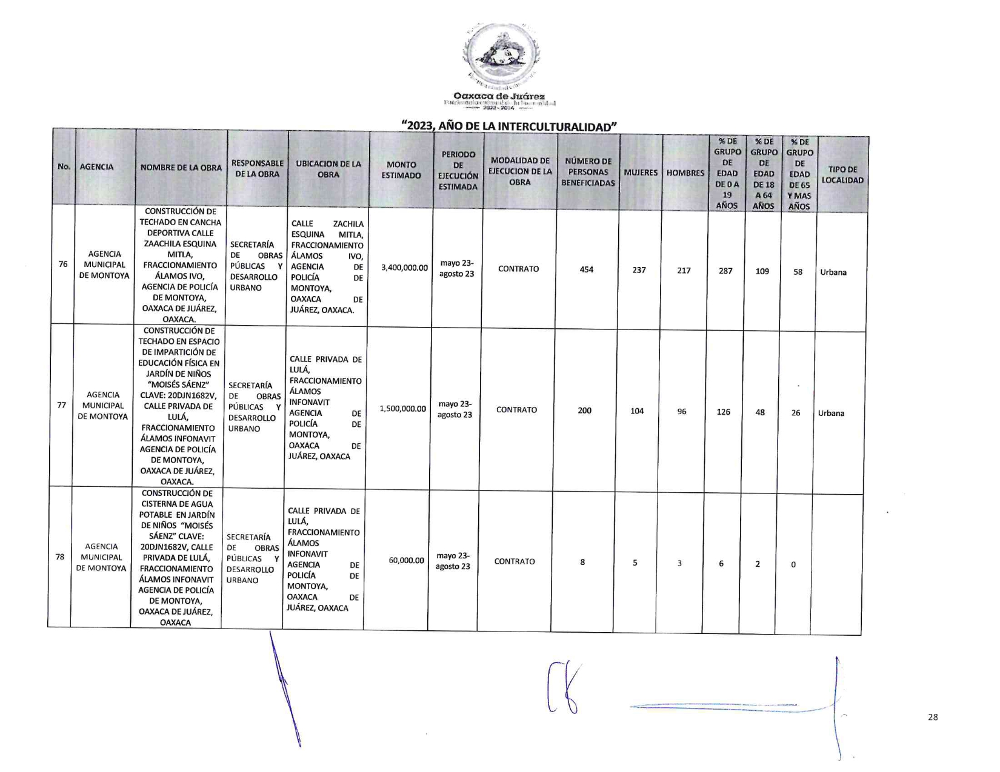 Oaxaca de Juárez
2022-2024
“2023, AÑO DE LA INTERCULTURALIDAD”
No.
AGENCIA
NOMBRE DE LA OBRA
RESPONSABLE
DE LA OBRA
UBICACION DE LA
OBRA
MONTO
ESTIMADO
PERIODO
DE
EJECUCIÓN
ESTIMADA
MODALIDAD DE
EJECUCION DE LA
OBRA
NÚMERO DE
PERSONAS
BENEFICIADAS
MUJERES
HOMBRES
% DE
GRUPO
DE
EDAD
DE 0 A
19
AÑOS
% DE
GRUPO
DE
EDAD
DE 18
A 64
AÑOS
% DE
GRUPO
DE
EDAD
DE 65
Y MAS
AÑOS
TIPO DE
LOCALIDAD
76
AGENCIA
MUNICIPAL
DE MONTOYA
CONSTRUCCIÓN DE
TECHADO EN CANCHA
DEPORTIVA CALLE
ZAACHILA ESQUINA
MITLA,
FRACCIONAMIENTO
ÁLAMOS IVO,
AGENCIA DE POLICÍA
DE MONTOYA,
OAXACA DE JUÁREZ,
OAXACA.
SECRETARÍA
DE OBRAS
PÚBLICAS Y
DESARROLLO
URBANO
CALLE ZACHILA
ESQUINA MITLA,
FRACCIONAMIENTO
ÁLAMOS IVO,
AGENCIA DE
POLICÍA DE
MONTOYA,
OAXACA DE
JUÁREZ, OAXACA.
3,400,000.00
mayo 23-
agosto 23
CONTRATO
454
237
217
287
109
58
Urbana
77
AGENCIA
MUNICIPAL
DE MONTOYA
CONSTRUCCIÓN DE
TECHADO EN ESPACIO
DE IMPARTICIÓN DE
EDUCACIÓN FÍSICA EN
JARDÍN DE NIÑOS
“MOISÉS SÁENZ”
CLAVE: 20DJN1682V,
CALLE PRIVADA DE
LULÁ,
FRACCIONAMIENTO
ÁLAMOS INFONAVIT
AGENCIA DE POLICÍA
DE MONTOYA,
OAXACA DE JUÁREZ,
OAXACA.
SECRETARÍA
DE OBRAS
PÚBLICAS Y
DESARROLLO
URBANO
CALLE PRIVADA DE
LULÁ,
FRACCIONAMIENTO
ÁLAMOS
INFONAVIT
AGENCIA DE
POLICÍA DE
MONTOYA,
OAXACA DE
JUÁREZ, OAXACA
1,500,000.00
mayo 23-
agosto 23
CONTRATO
200
104
96
126
48
26
Urbana
78
AGENCIA
MUNICIPAL
DE MONTOYA
CONSTRUCCIÓN DE
CISTERNA DE AGUA
POTABLE EN JARDÍN
DE NIÑOS “MOISÉS
SÁENZ” CLAVE:
20DJN1682V, CALLE
PRIVADA DE LULÁ,
FRACCIONAMIENTO
ÁLAMOS INFONAVIT
AGENCIA DE POLICÍA
DE MONTOYA,
OAXACA DE JUÁREZ,
OAXACA
SECRETARÍA
DE OBRAS
PÚBLICAS Y
DESARROLLO
URBANO
CALLE PRIVADA DE
LULÁ,
FRACCIONAMIENTO
ÁLAMOS
INFONAVIT
AGENCIA DE
POLICÍA DE
MONTOYA,
OAXACA DE
JUÁREZ, OAXACA
60,000.00
mayo 23-
agosto 23
CONTRATO
8
5
3
6
2
0
28